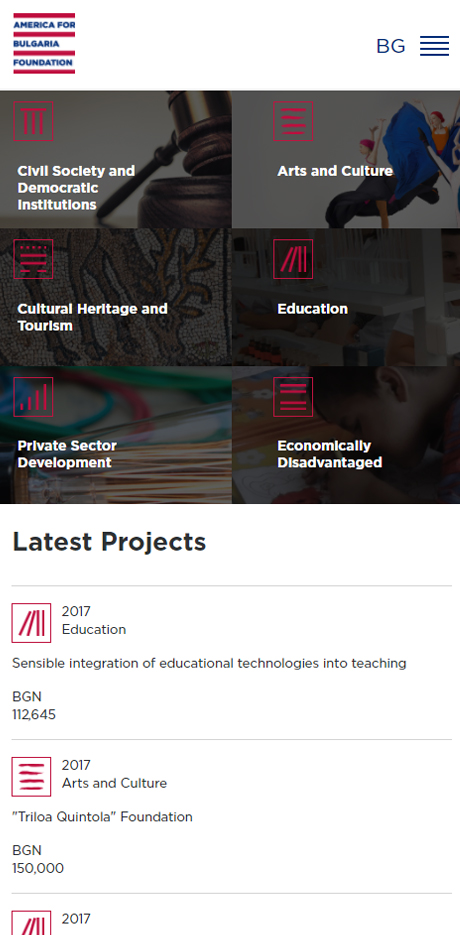 AMERICA FOR
BULGARIA
FOUNDATION
BG
Civil Society and
Democratic
Institutions
Arts and Culture
Cultural Heritage and
Tourism
Education
Private Sector
Development
Economically
Disadvantaged
Latest Projects
2017
Education
Sensible integration of educational technologies into teaching
BGN
112,645
2017
Arts and Culture
"Triloa Quintola" Foundation
BGN
150,000
2017